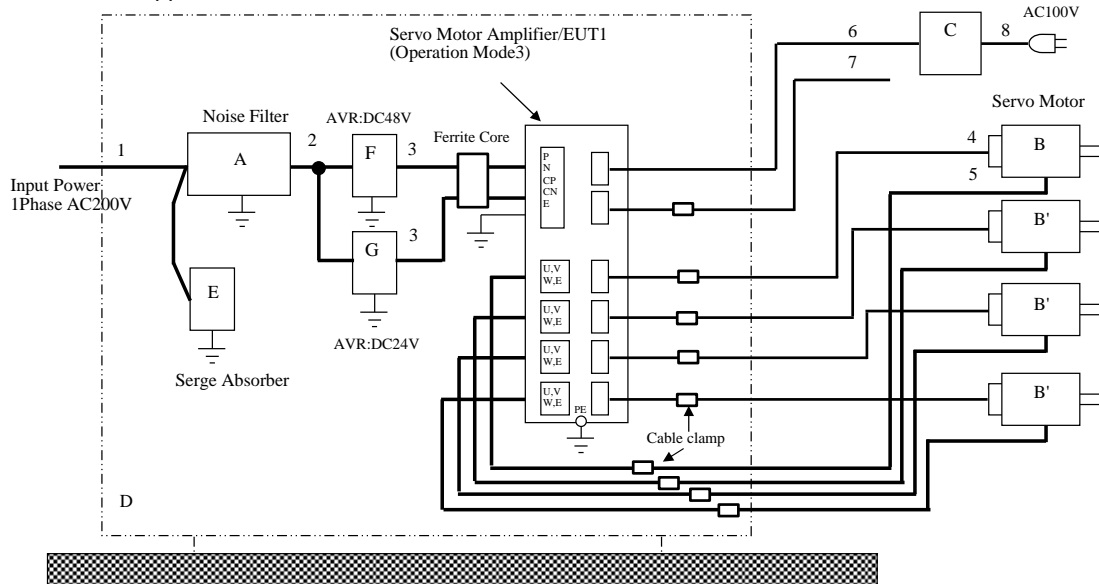 Servo Motor Amplifier/EUT1
(Operation Mode3)
AC100V
6
C
8
7
Servo Motor
Noise Filter
AVR:DC48V
Ferrite Core
1
A
2
F
3
P
N
CP
CN
E
4
B
5
Input Power
1Phase AC200V
B'
G
3
E
U,V
W,E
U,V
W,E
B'
AVR:DC24V
U,V
W,E
Serge Absorber
U,V
W,E
B'
PE
Cable clamp
D